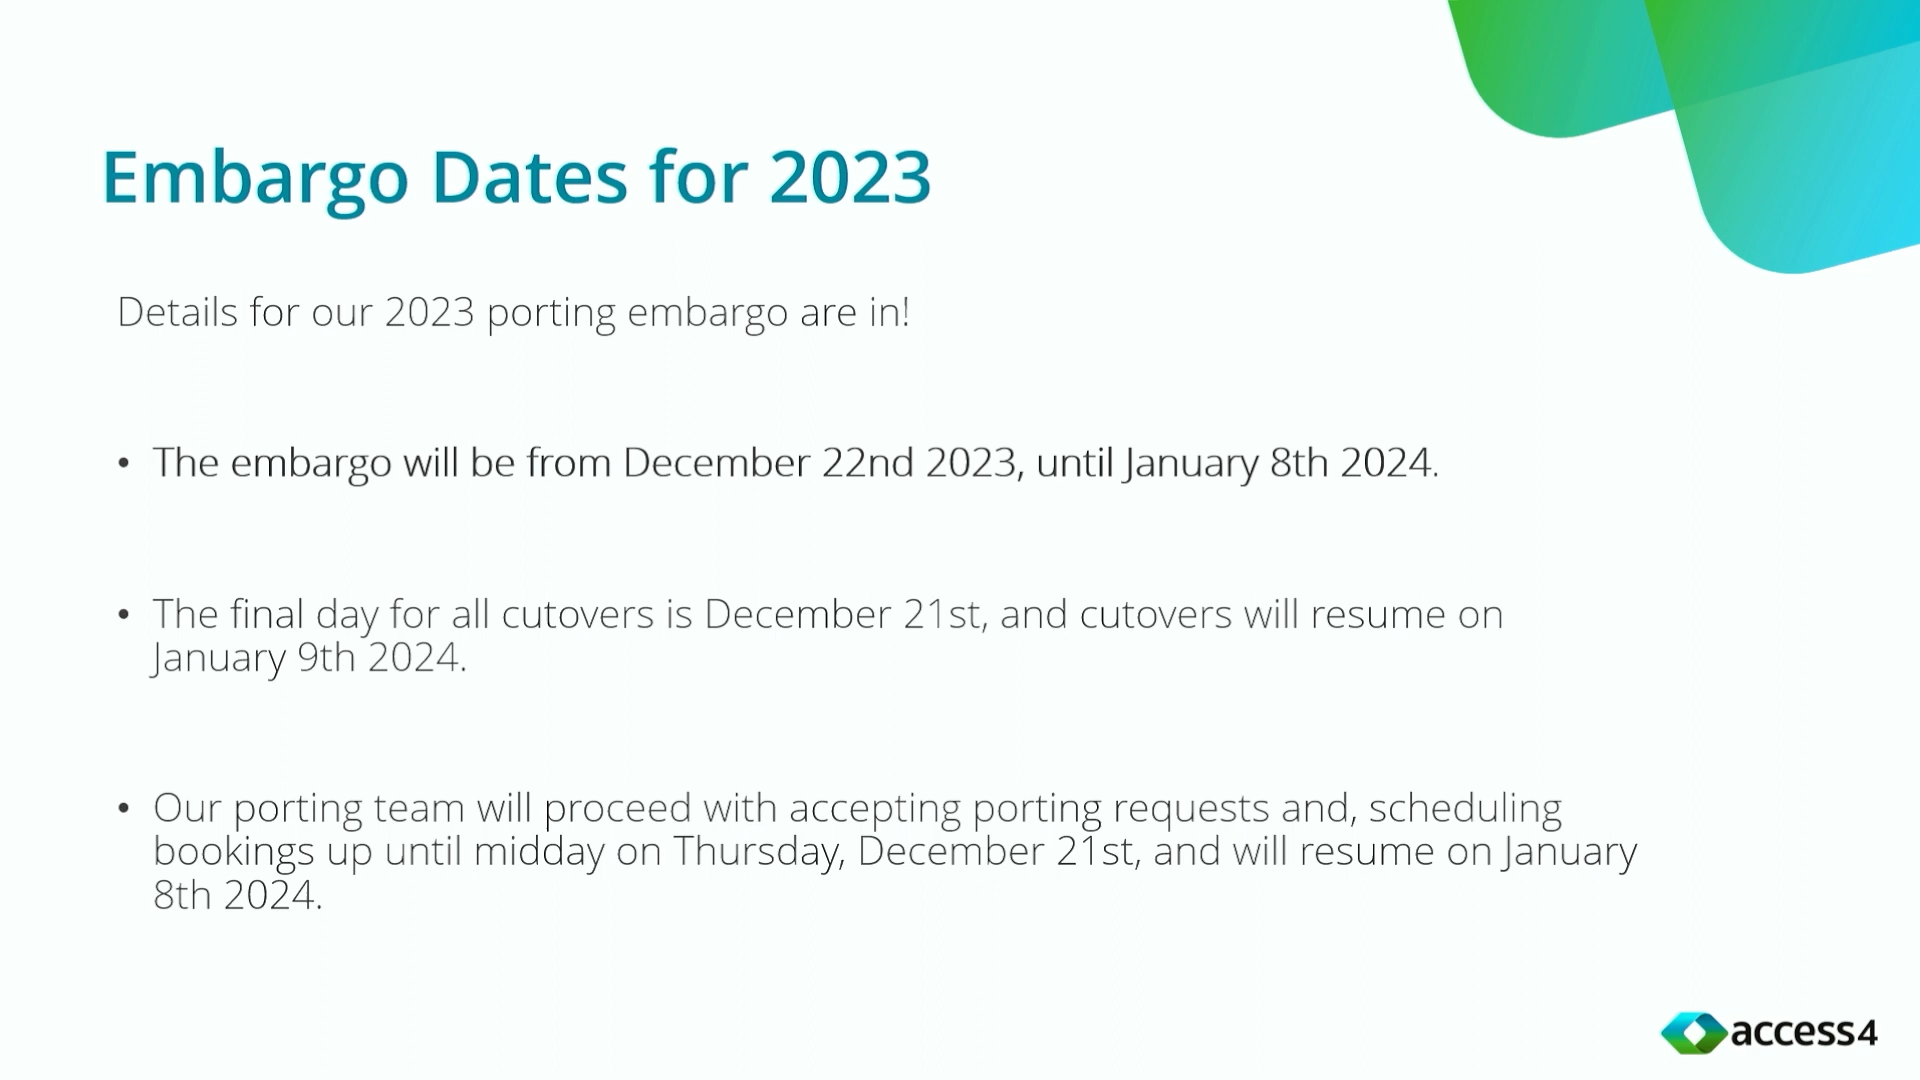 Embargo Dates for 2023
Details for our 2023 porting embargo are in!
• The embargo will be from December 22nd 2023, until January 8th 2024.
• The final day for all cutovers is December 21st, and cutovers will resume on
January 9th 2024.
• Our porting team will proceed with accepting porting requests and, scheduling
bookings up until midday on Thursday, December 21st, and will resume on January
8th 2024.
access4